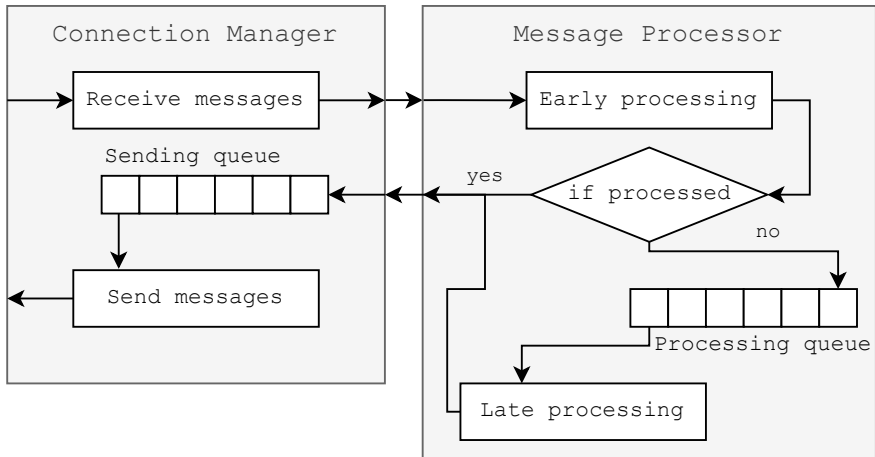 Connection Manager
Message Processor
Receive messages
Early processing
Sending queue
yes
if processed
no
Send messages
Processing queue
Late processing